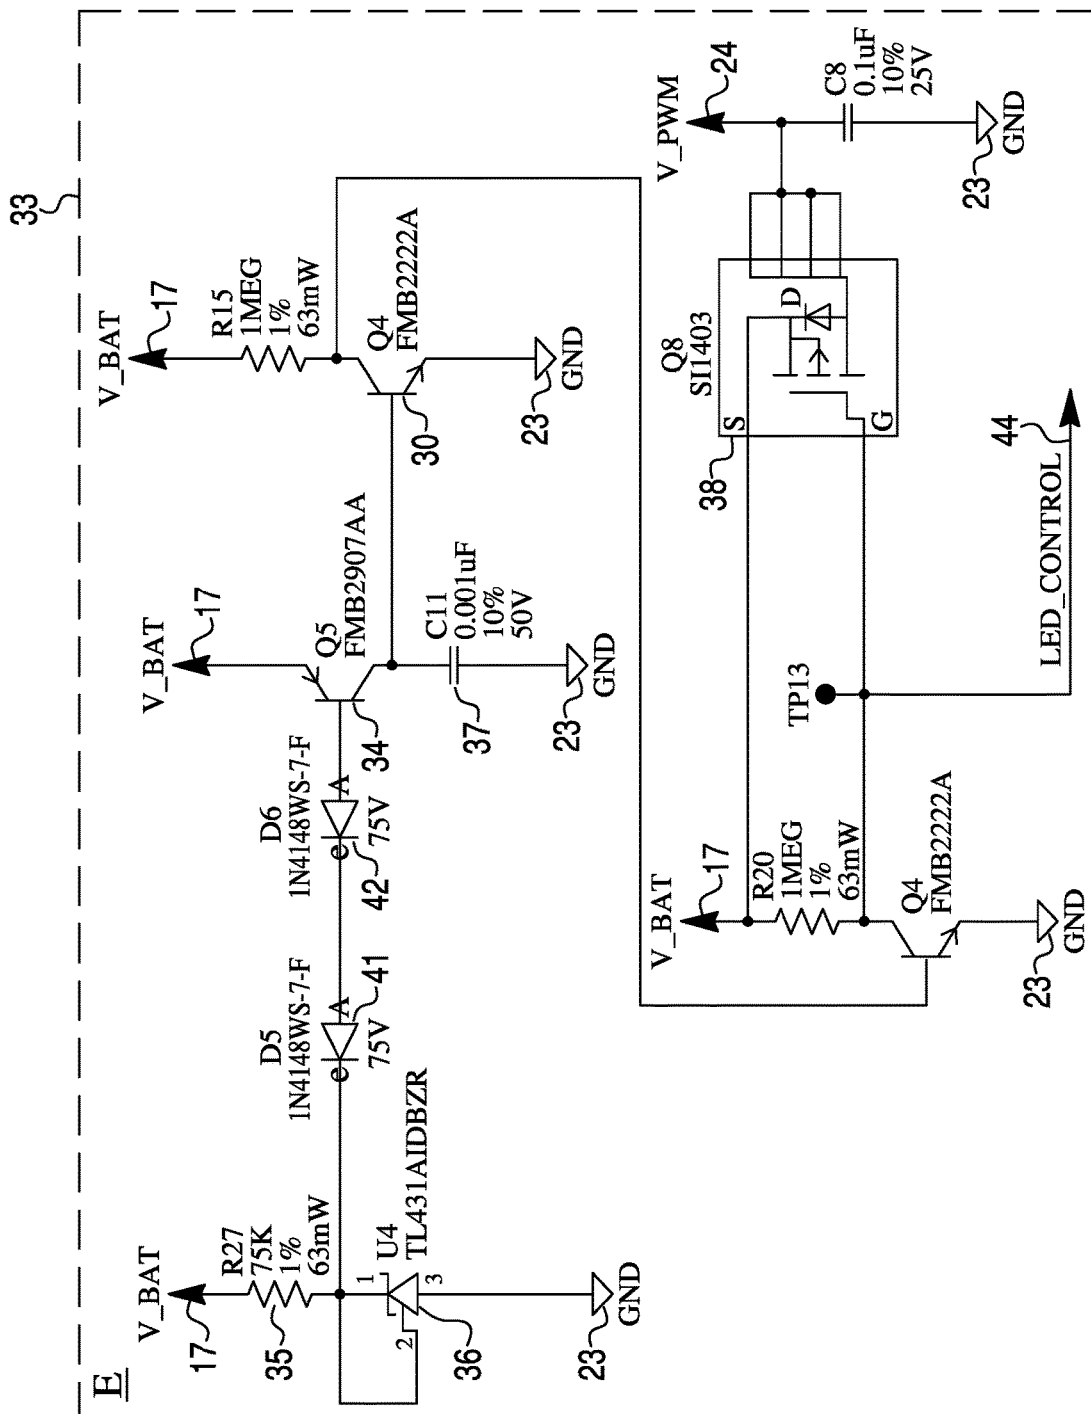 E
33
V_BAT
17
R27
75K
1%
63mW
35
1
U4
TL431AIDBZR
2
3
36
23
GND
D5
1N4148WS-7-F
e
A
75V
41
D6
1N4148WS-7-F
e
A
75V
42
V_BAT
17
Q5
FMB2907AA
34
C11
0.001uF
10%
50V
37
23
GND
V_BAT
17
R15
1MEG
1%
63mW
Q4
FMB2222A
30
23
GND
V_BAT
17
R20
1MEG
1%
63mW
Q4
FMB2222A
23
GND
TP13
LED_CONTROL
44
38
S
G
D
Q8
SI1403
V_PWM
24
C8
0.1uF
10%
25V
23
GND